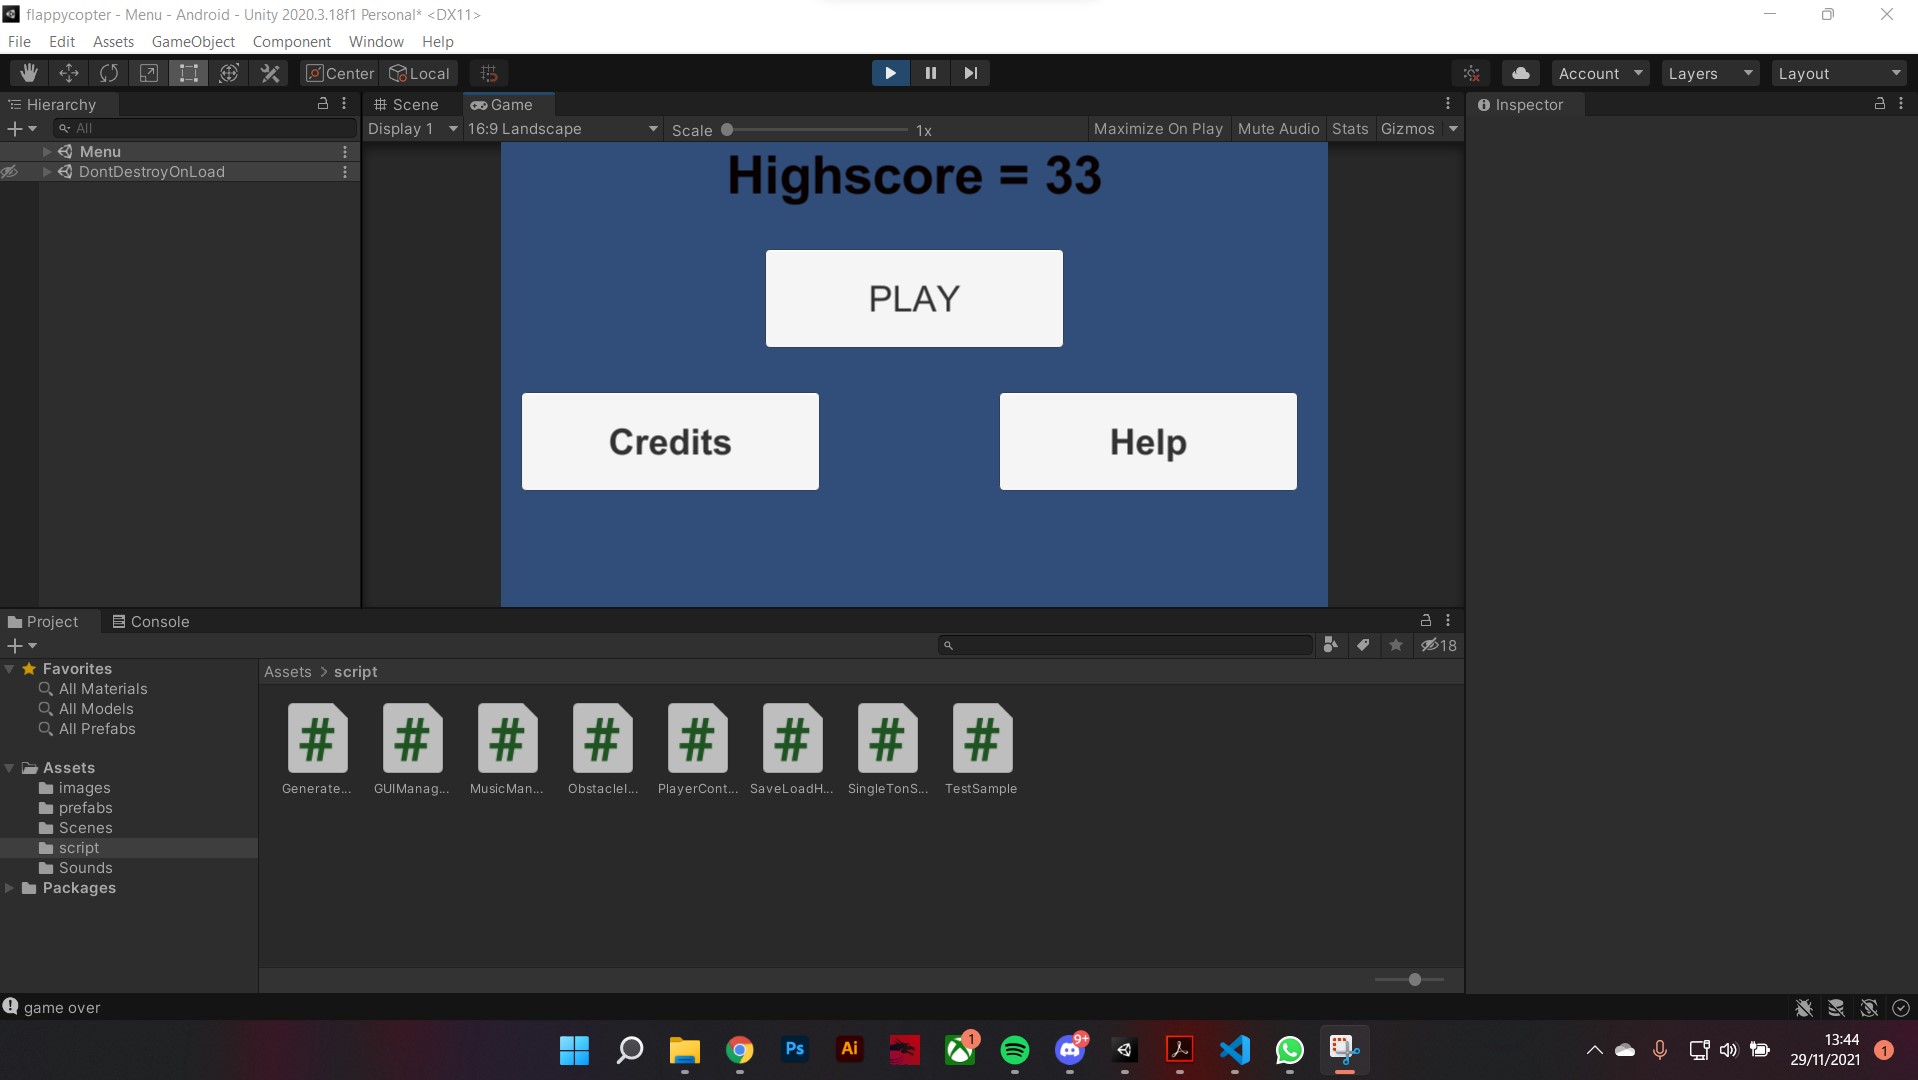 flappycopter - Menu - Android - Unity 2020.3.18f1 Personal* <DX11>
File Edit Assets GameObject Component Window Help
Center Local Account Layers Layout
Hierarchy
All
Menu
DontDestroyOnLoad
Scene Game
Display 1 16:9 Landscape Scale 1x Maximize On Play Mute Audio Stats Gizmos
Highscore = 33
PLAY
Credits Help
Inspector
Project Console
18
Favorites
All Materials
All Models
All Prefabs
Assets
images
prefabs
Scenes
script
Sounds
Packages
Assets > script
# # # # # # # #
Generate... GUIManag... MusicMan... ObstacleI... PlayerCont... SaveLoadH... SingleTonS... TestSample
game over
Ps Ai 1 9+
13:44
29/11/2021 1